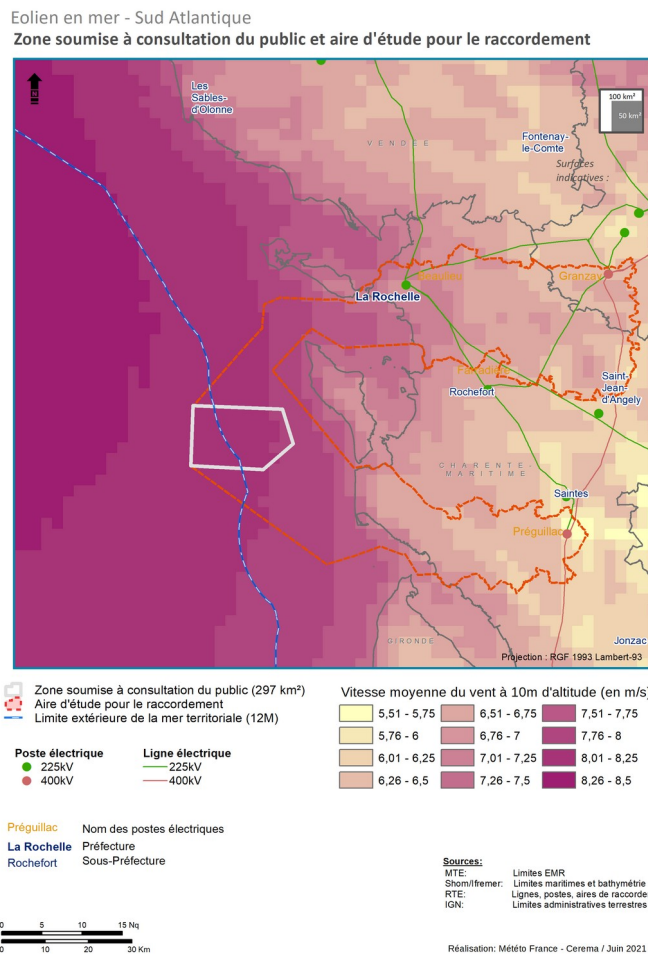 Eolien en mer - Sud Atlantique
Zone soumise à consultation du public et aire d'étude pour le raccordement
Les
Sables-
d'Olonne
100 km²
50 km²
VENDEE
Fontenay-
le-Comte
Surfaces
indicatives :
Granzay
La Rochelle
Rochefort
Saint-
Jean-
d'Angely
CHARENTE-
MARITIME
Saintes
Préguillac
GIRONDE
Jonzac
Projection : RGF 1993 Lambert-93
Zone soumise à consultation du public (297 km²)
Aire d'étude pour le raccordement
Limite extérieure de la mer territoriale (12M)
Poste électrique
225kV
400kV
Ligne électrique
225kV
400kV
Vitesse moyenne du vent à 10m d'altitude (en m/s)
5,51 - 5,75
5,76 - 6
6,01 - 6,25
6,26 - 6,5
6,51 - 6,75
6,76 - 7
7,01 - 7,25
7,26 - 7,5
7,51 - 7,75
7,76 - 8
8,01 - 8,25
8,26 - 8,5
Préguillac Nom des postes électriques
La Rochelle Préfecture
Rochefort Sous-Préfecture
Sources:
MTE: Limites EMR
Shom/Ifremer: Limites maritimes et bathymétrie
RTE: Lignes, postes, aires de raccorde
IGN: Limites administratives terrestres
0 5 10 15 Nq
0 10 20 30 Km
Réalisation: Météto France - Cerema / Juin 2021